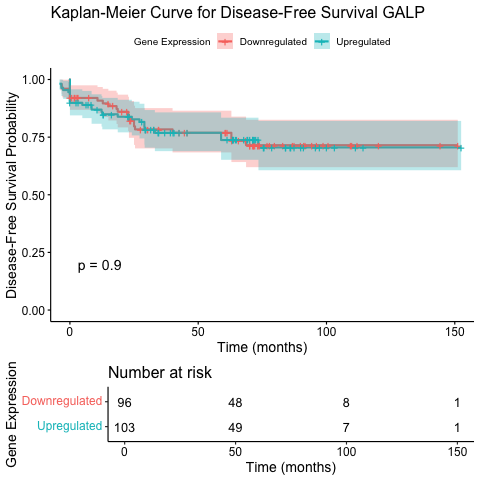 Kaplan-Meier Curve for Disease-Free Survival GALP
Gene Expression Downregulated Upregulated
Disease-Free Survival Probability
1.00
0.75
0.50
0.25
0.00
p = 0.9
0 50 100 150
Time (months)
Number at risk
Gene Expression
Downregulated 96 48 8 1
Upregulated 103 49 7 1
0 50 100 150
Time (months)